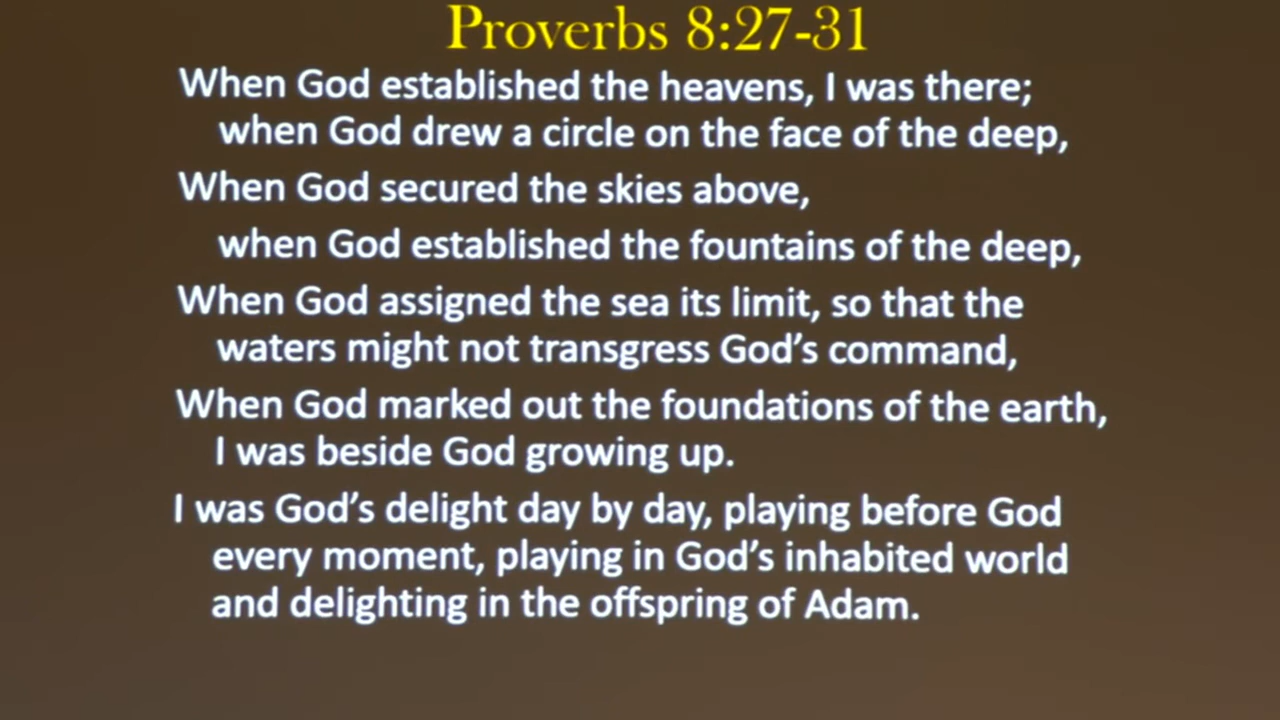 Proverbs 8:27-31
When God established the heavens, I was there;
when God drew a circle on the face of the deep,
When God secured the skies above,
when God established the fountains of the deep,
When God assigned the sea its limit, so that the
waters might not transgress God’s command,
When God marked out the foundations of the earth,
I was beside God growing up.
I was God’s delight day by day, playing before God
every moment, playing in God’s inhabited world
and delighting in the offspring of Adam.